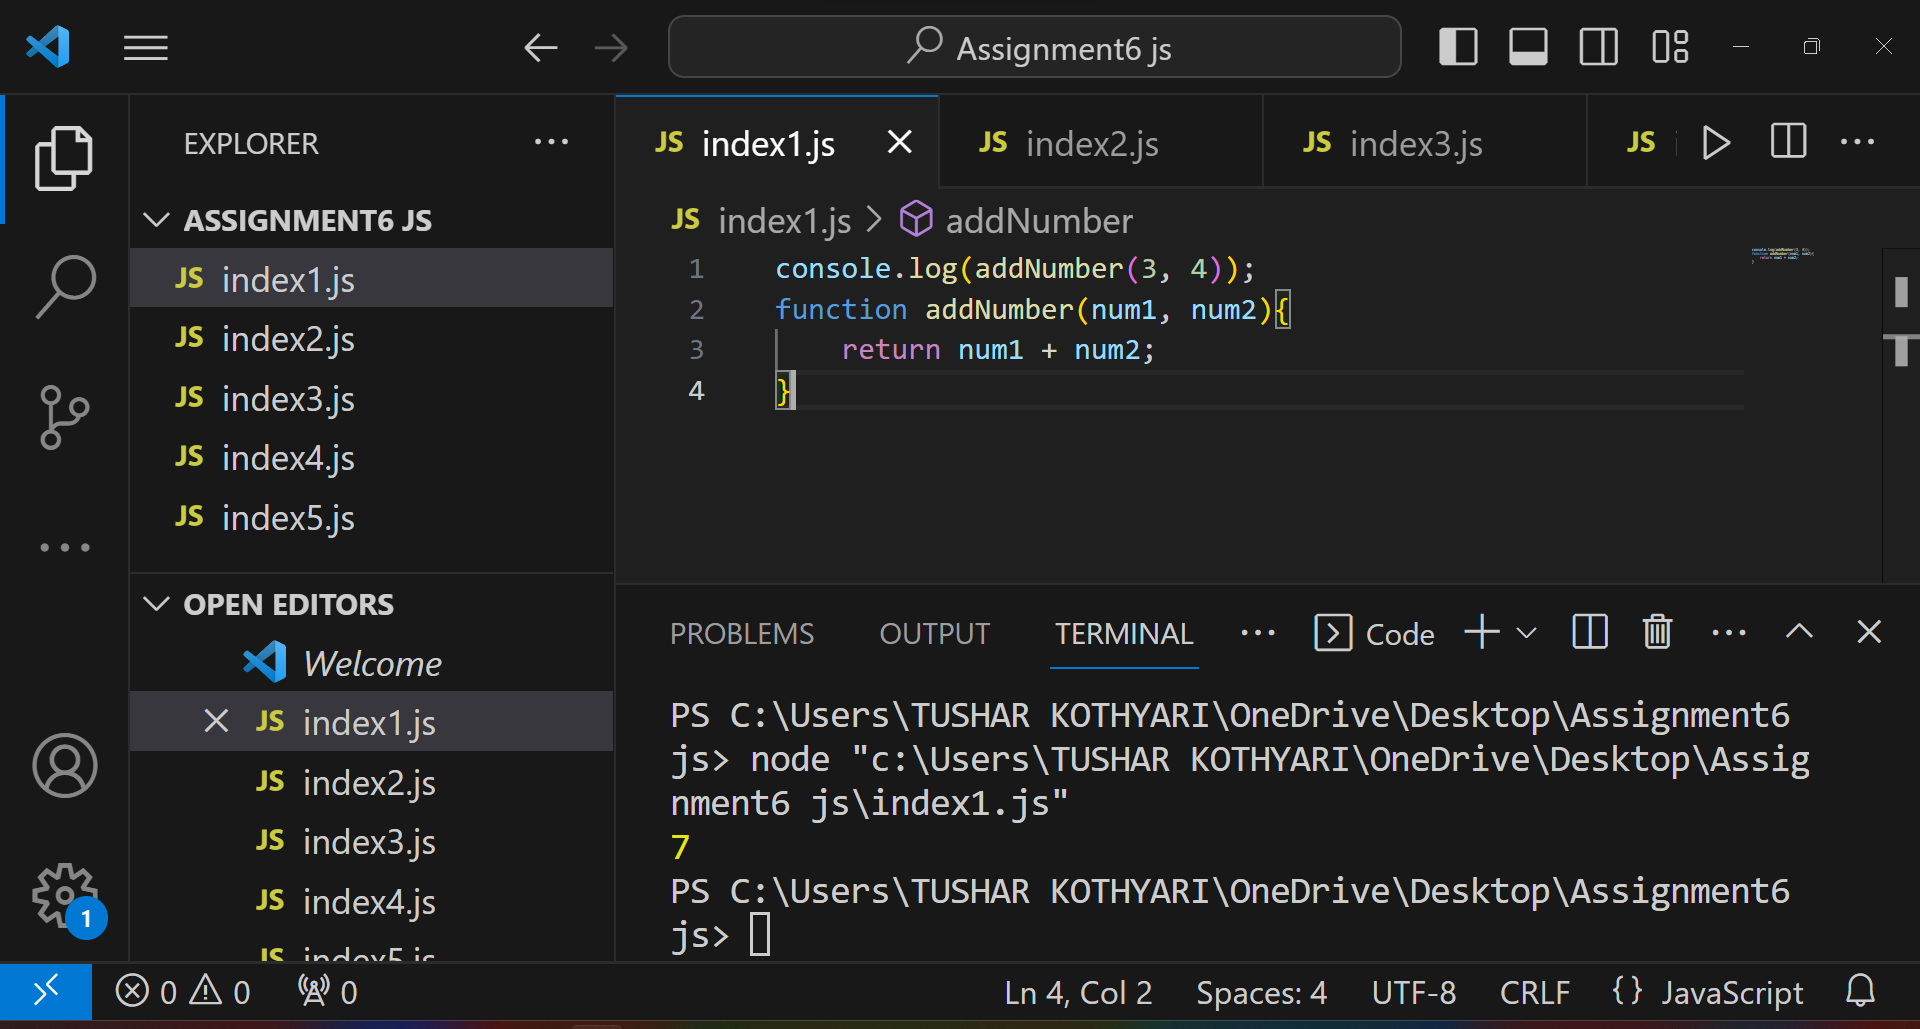 Assignment6 js
EXPLORER
ASSIGNMENT6 JS
JS index1.js
JS index2.js
JS index3.js
JS index4.js
JS index5.js
OPEN EDITORS
Welcome
JS index1.js
JS index2.js
JS index3.js
JS index4.js
JS index5.js
1
JS index1.js
JS index2.js
JS index3.js
JS
JS index1.js > addNumber
1 console.log(addNumber(3, 4));
2 function addNumber(num1, num2){
3 return num1 + num2;
4 }
PROBLEMS OUTPUT TERMINAL ... Code
PS C:\Users\TUSHAR KOTHYARI\OneDrive\Desktop\Assignment6
js> node "c:\Users\TUSHAR KOTHYARI\OneDrive\Desktop\Assig
nment6 js\index1.js"
7
PS C:\Users\TUSHAR KOTHYARI\OneDrive\Desktop\Assignment6
js>
0 0 0 Ln 4, Col 2 Spaces: 4 UTF-8 CRLF {} JavaScript